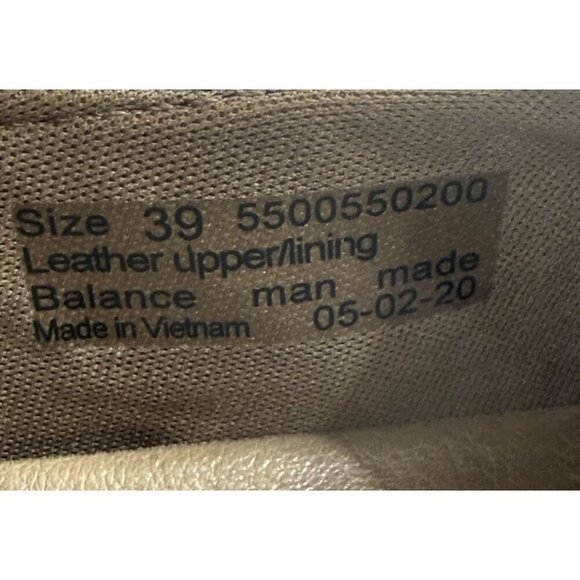 Size 39 5500550200
Leather upper/lining
Balance man made
Made in Vietnam 05-02-20